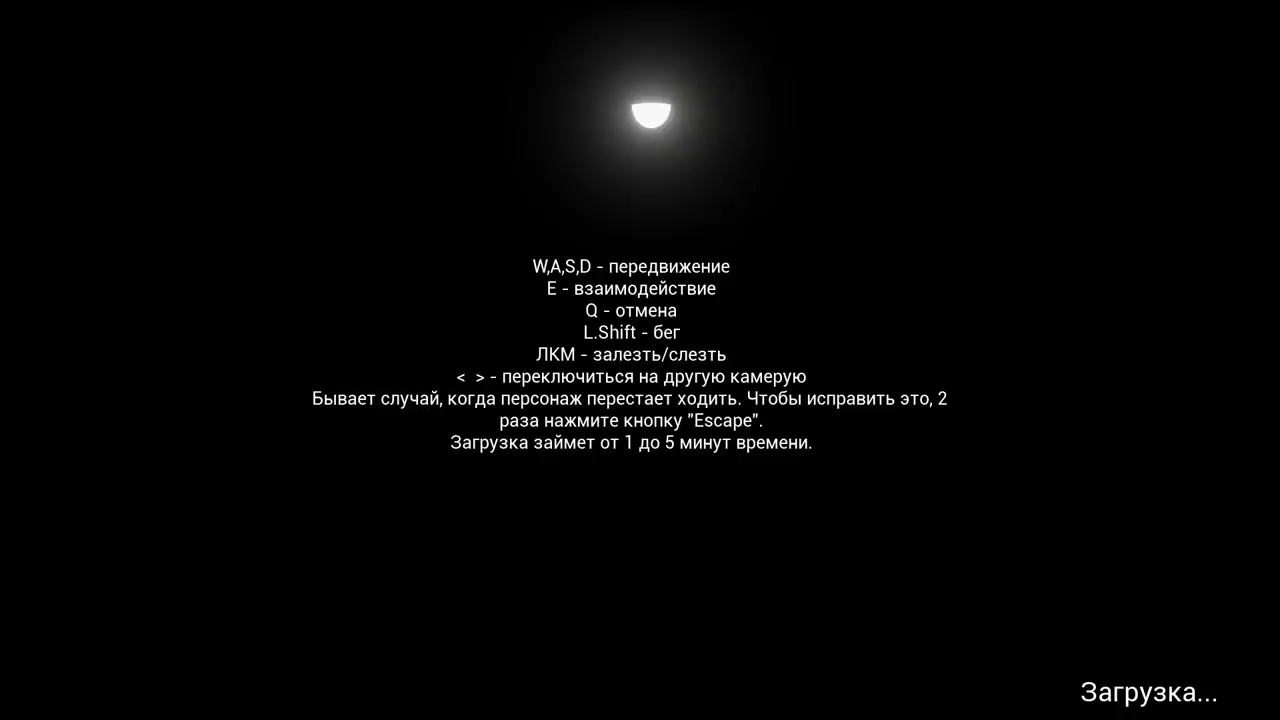 W,A,S,D - передвижение
E - взаимодействие
Q - отмена
L.Shift - бег
ЛКМ - залезть/слезть
< > - переключиться на другую камерую
Бывает случай, когда персонаж перестает ходить. Чтобы исправить это, 2
раза нажмите кнопку "Escape".
Загрузка займет от 1 до 5 минут времени.
Загрузка...